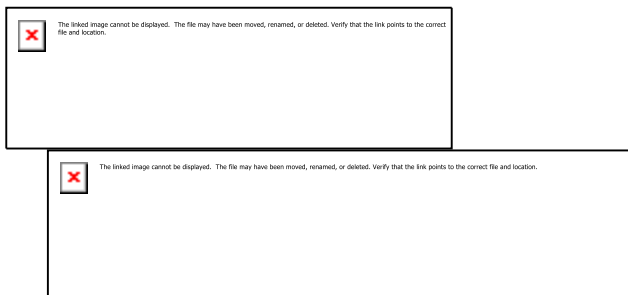 The linked image cannot be displayed. The file may have been moved, renamed, or deleted. Verify that the link points to the correct
file and location.
The linked image cannot be displayed. The file may have been moved, renamed, or deleted. Verify that the link points to the correct file and location.